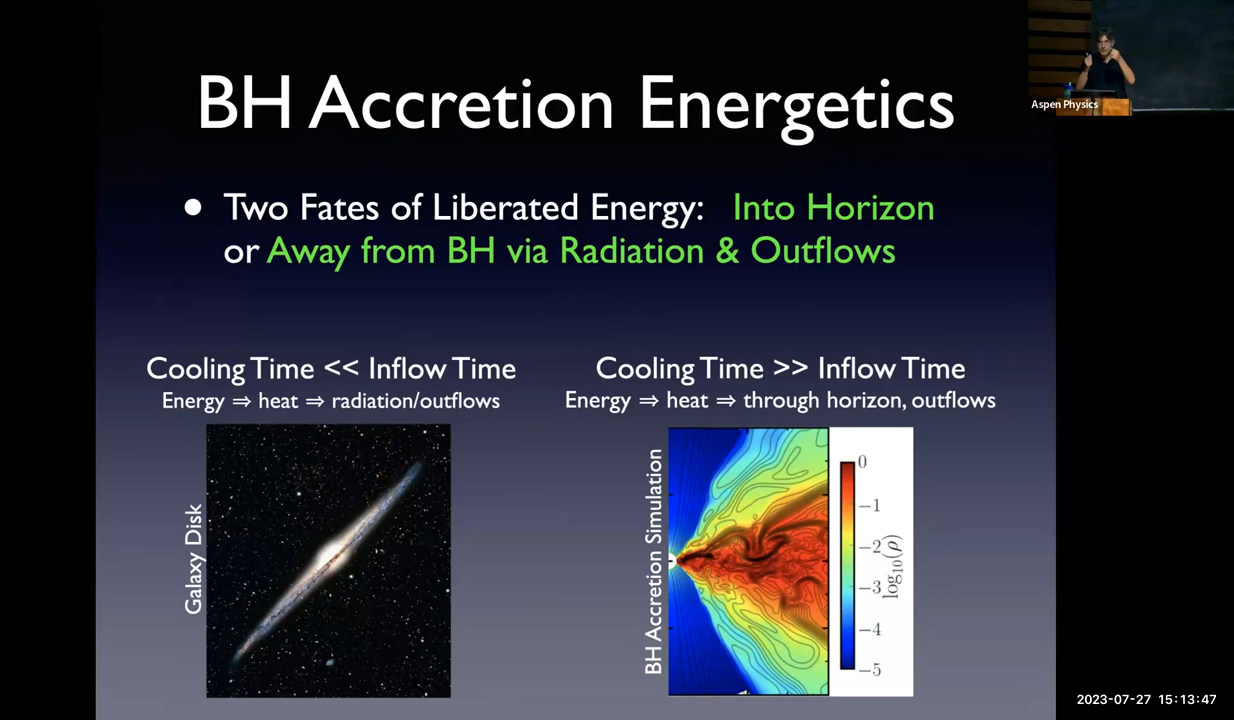 BH Accretion Energetics
Aspen Physics
• Two Fates of Liberated Energy: Into Horizon
or Away from BH via Radiation & Outflows
Cooling Time << Inflow Time
Energy ⇒ heat ⇒ radiation/outflows
Galaxy Disk
Cooling Time >> Inflow Time
Energy ⇒ heat ⇒ through horizon, outflows
BH Accretion Simulation
0
−1
−2
−3
−4
−5
log₁₀(ρ)
2023-07-27 15:13:47